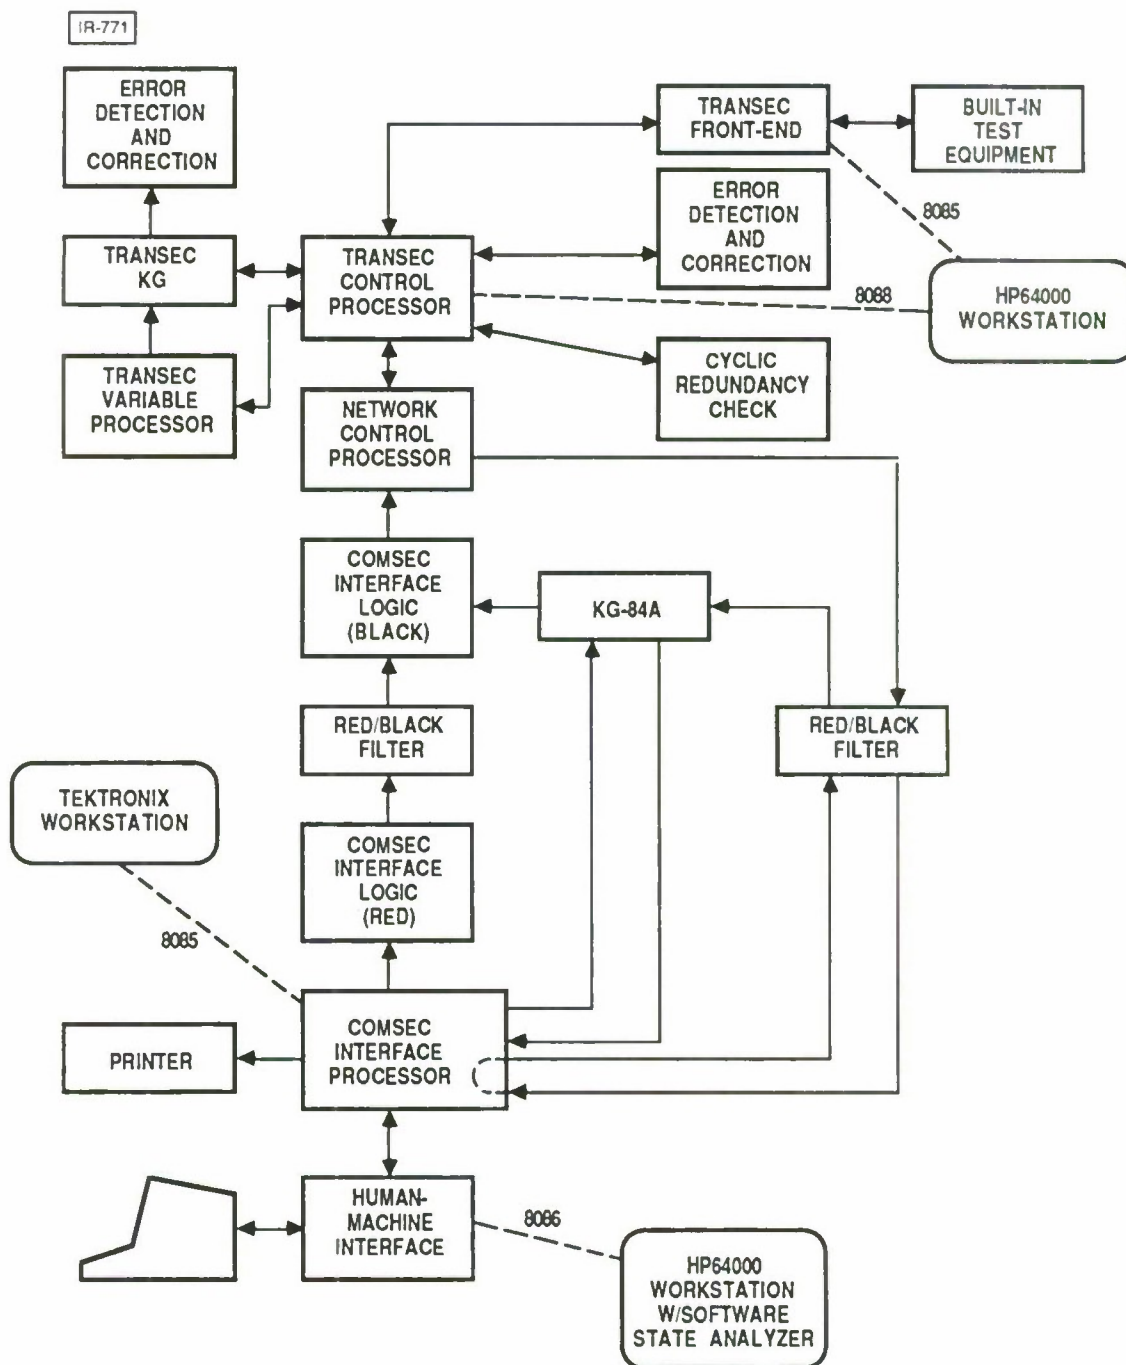 IR-771
ERROR
DETECTION
AND
CORRECTION
TRANSEC
FRONT-END
BUILT-IN
TEST
EQUIPMENT
ERROR
DETECTION
AND
CORRECTION
8085
TRANSEC
KG
TRANSEC
CONTROL
PROCESSOR
8088
HP64000
WORKSTATION
TRANSEC
VARIABLE
PROCESSOR
CYCLIC
REDUNDANCY
CHECK
NETWORK
CONTROL
PROCESSOR
COMSEC
INTERFACE
LOGIC
(BLACK)
KG-84A
RED/BLACK
FILTER
RED/BLACK
FILTER
TEKTRONIX
WORKSTATION
COMSEC
INTERFACE
LOGIC
(RED)
8085
PRINTER
COMSEC
INTERFACE
PROCESSOR
HUMAN-
MACHINE
INTERFACE
8086
HP64000
WORKSTATION
W/SOFTWARE
STATE ANALYZER